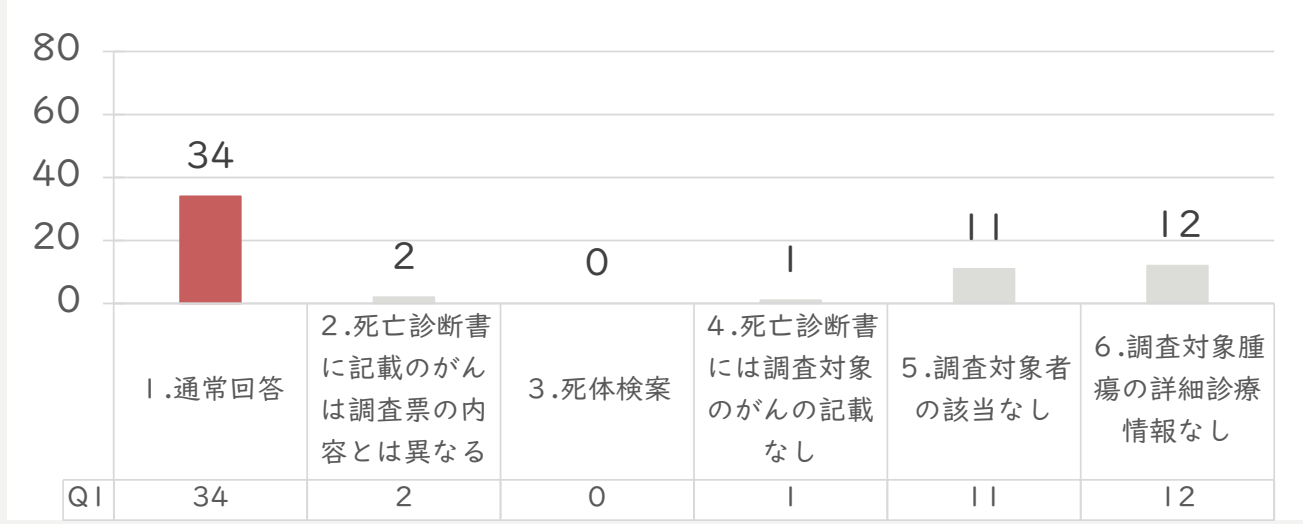 80
60
40
20
0
34
2
0
1
11
12
1.通常回答
2.死亡診断書
に記載のがん
は調査票の内
容とは異なる
3.死体検案
4.死亡診断書
には調査対象
のがんの記載
なし
5.調査対象者
の該当なし
6.調査対象腫
瘍の詳細診療
情報なし
Q1 34 2 0 1 11 12